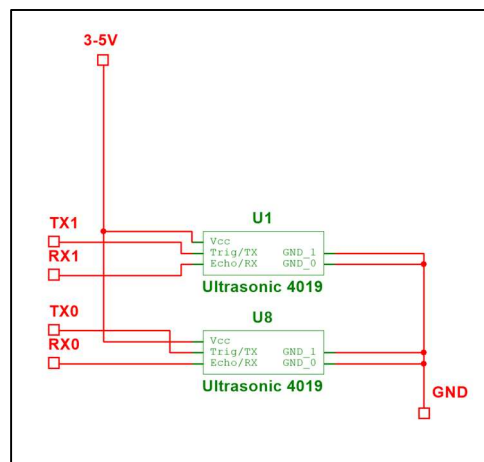 3-5V
U1
TX1
RX1
Vcc
Trig/TX GND_1
Echo/RX GND_0
Ultrasonic 4019
U8
TX0
RX0
Vcc
Trig/TX GND_1
Echo/RX GND_0
Ultrasonic 4019
GND